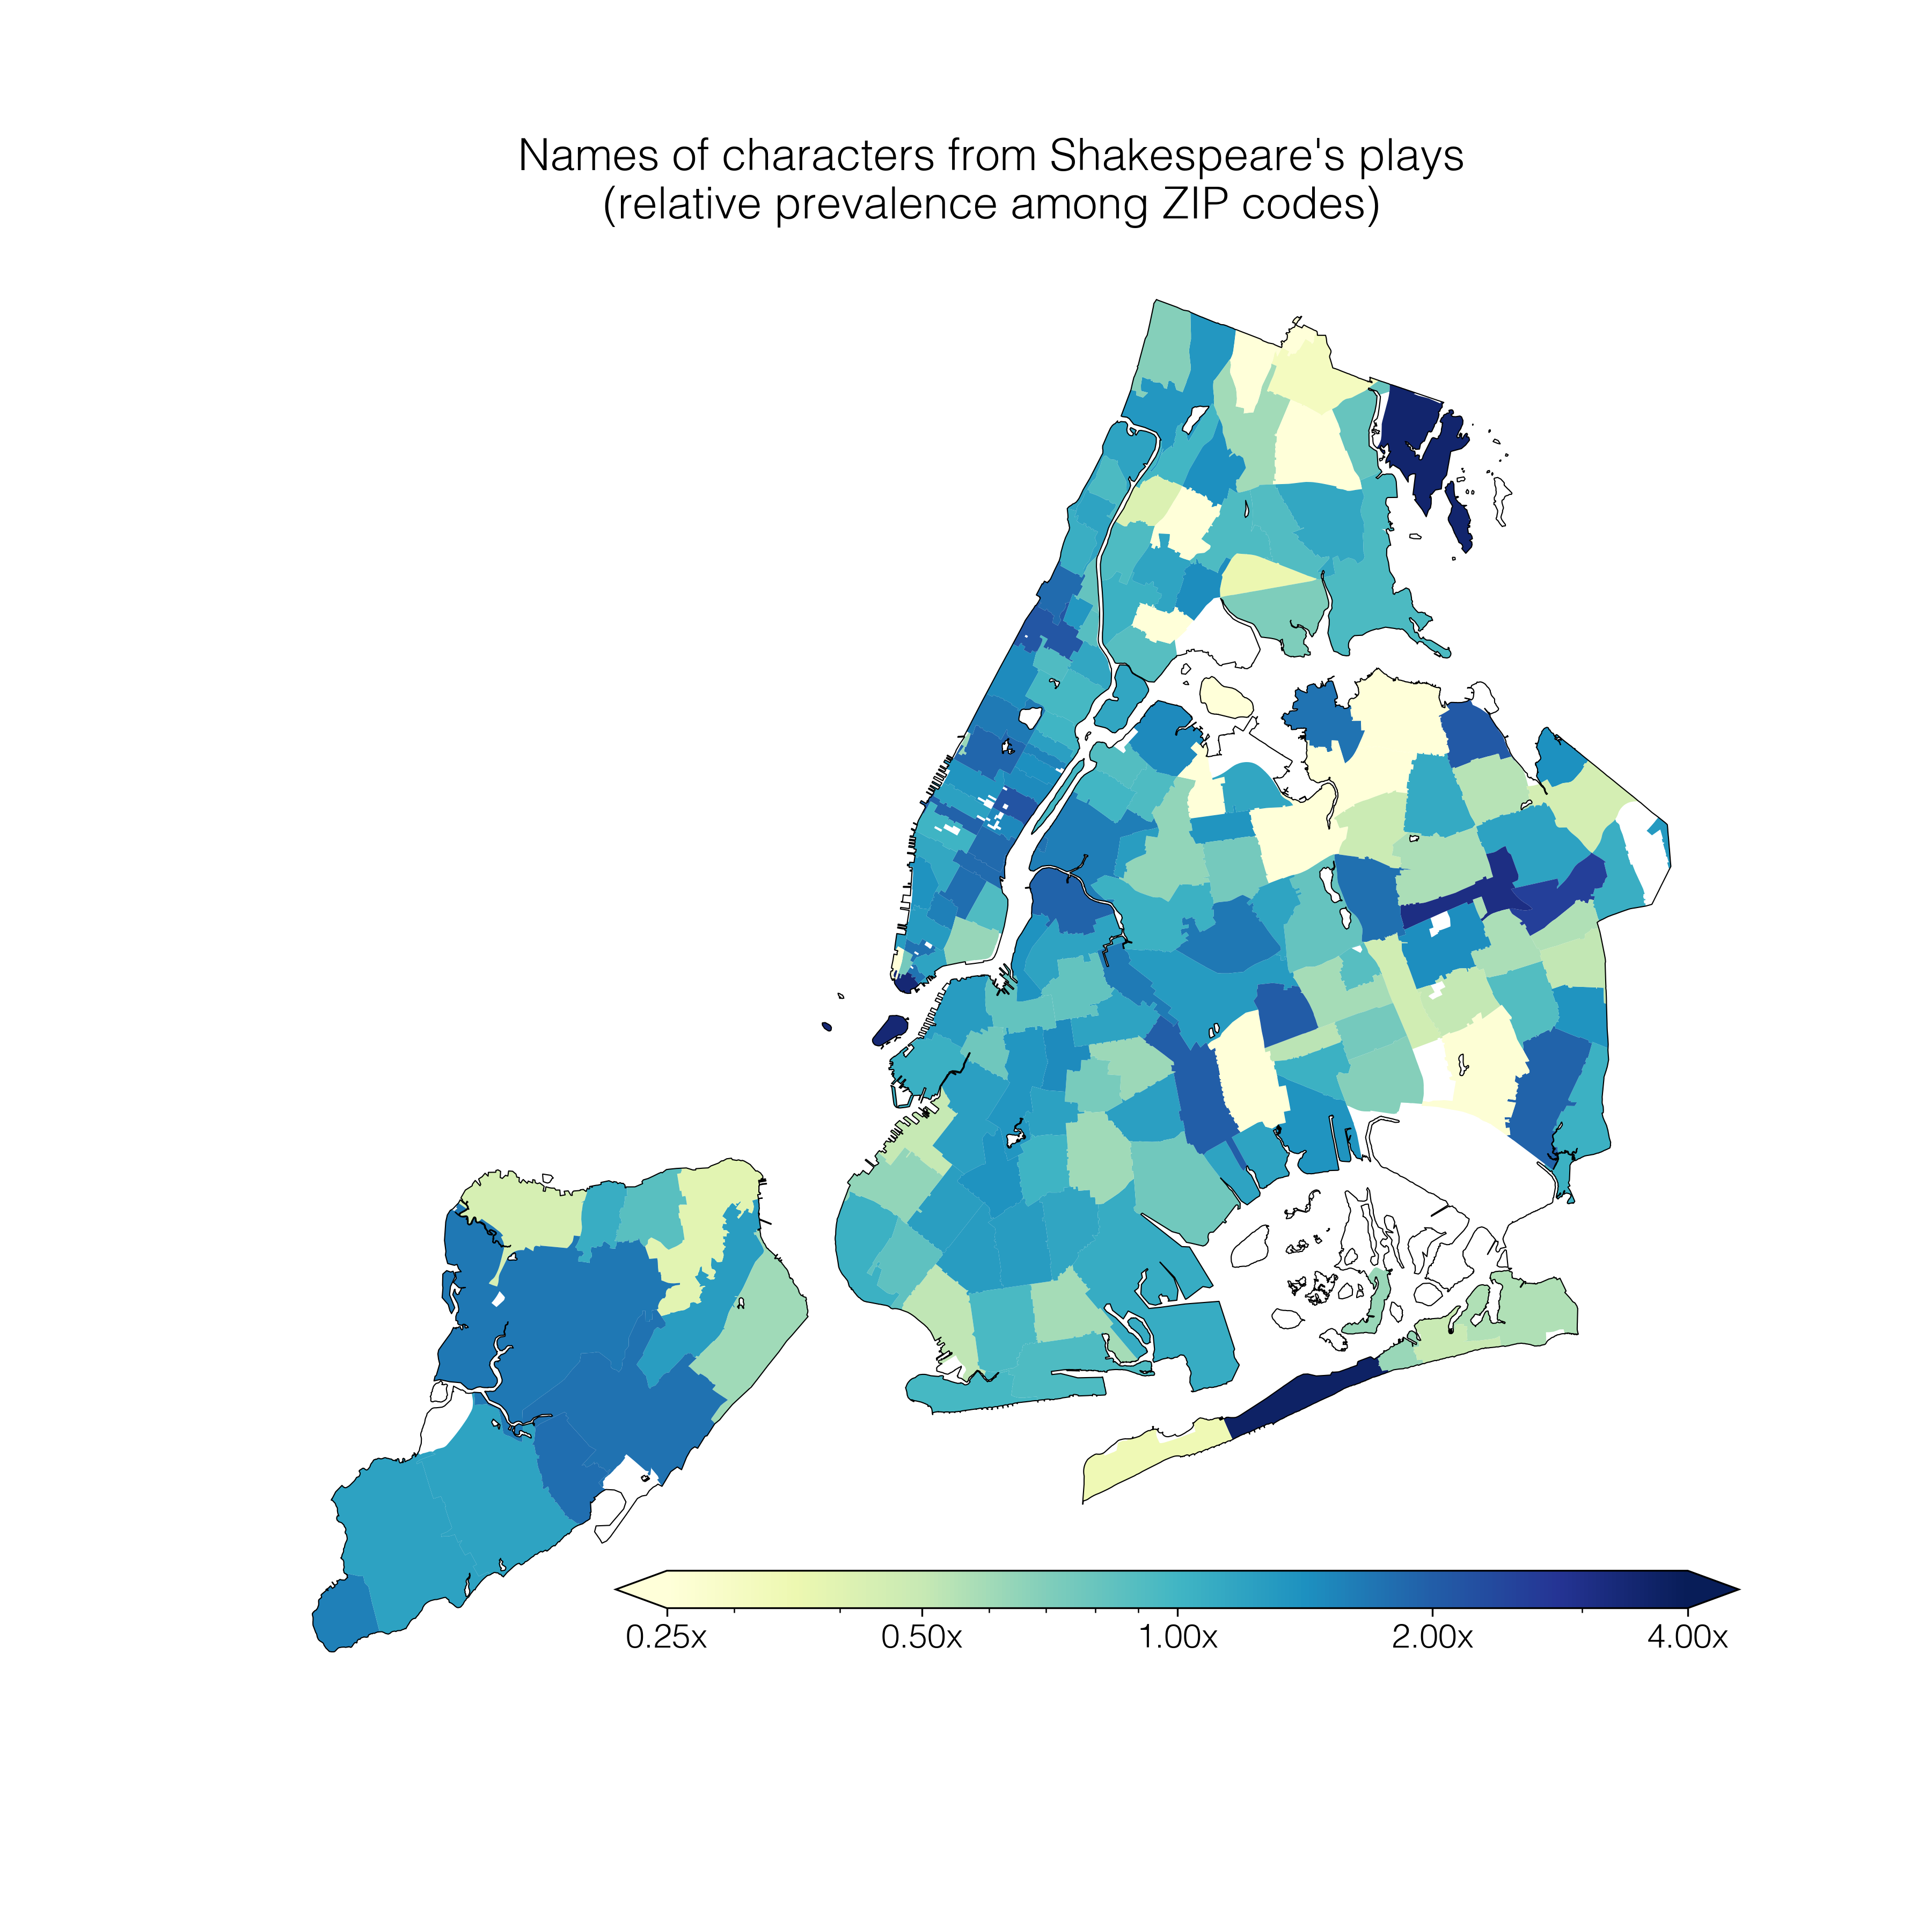 Names of characters from Shakespeare's plays
(relative prevalence among ZIP codes)
0.25x 0.50x 1.00x 2.00x 4.00x